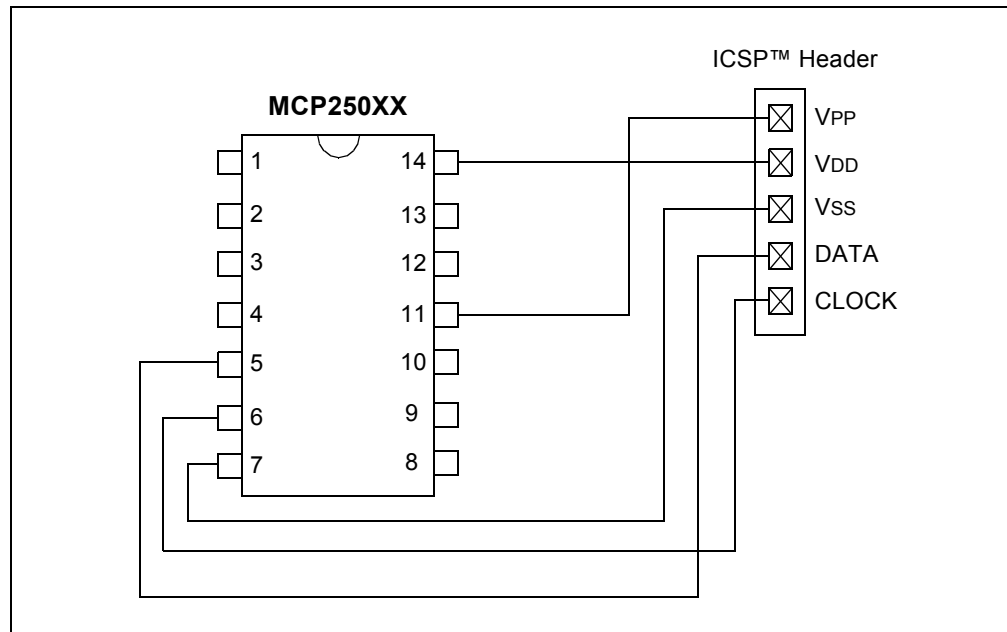 ICSP™ Header
MCP250XX
VPP
VDD
VSS
DATA
CLOCK
1
2
3
4
5
6
7
14
13
12
11
10
9
8